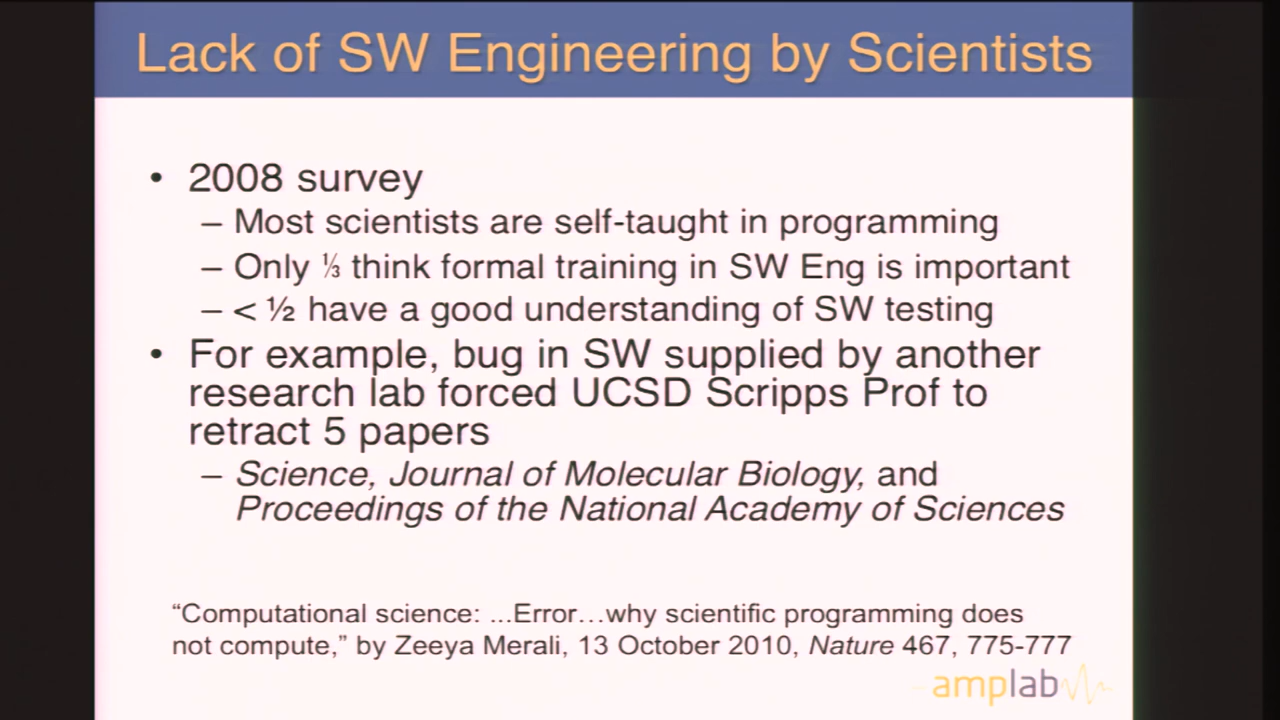 Lack of SW Engineering by Scientists
• 2008 survey
– Most scientists are self-taught in programming
– Only ⅓ think formal training in SW Eng is important
– < ½ have a good understanding of SW testing
• For example, bug in SW supplied by another
research lab forced UCSD Scripps Prof to
retract 5 papers
– Science, Journal of Molecular Biology, and
Proceedings of the National Academy of Sciences
“Computational science: ...Error…why scientific programming does
not compute,” by Zeeya Merali, 13 October 2010, Nature 467, 775-777
amplab